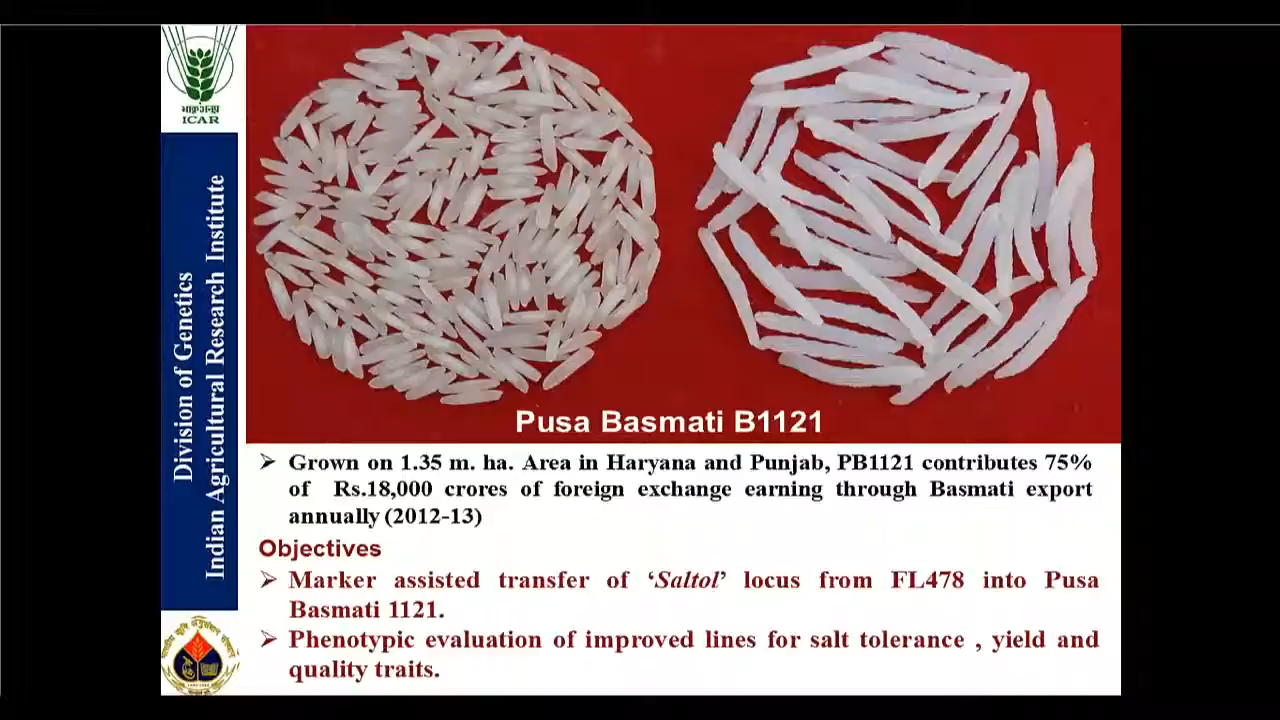 भाकृअनुप
ICAR
Division of Genetics
Indian Agricultural Research Institute
Pusa Basmati B1121
➢ Grown on 1.35 m. ha. Area in Haryana and Punjab, PB1121 contributes 75%
of Rs.18,000 crores of foreign exchange earning through Basmati export
annually (2012-13)
Objectives
➢ Marker assisted transfer of ‘Saltol’ locus from FL478 into Pusa
Basmati 1121.
➢ Phenotypic evaluation of improved lines for salt tolerance , yield and
quality traits.